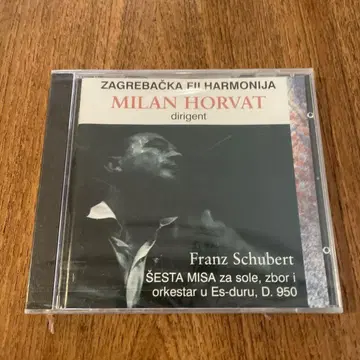 ZAGREBAČKA FILHARMONIJA
MILAN HORVAT
dirigent
Franz Schubert
ŠESTA MISA za sole, zbor i
orkestar u Es-duru, D. 950